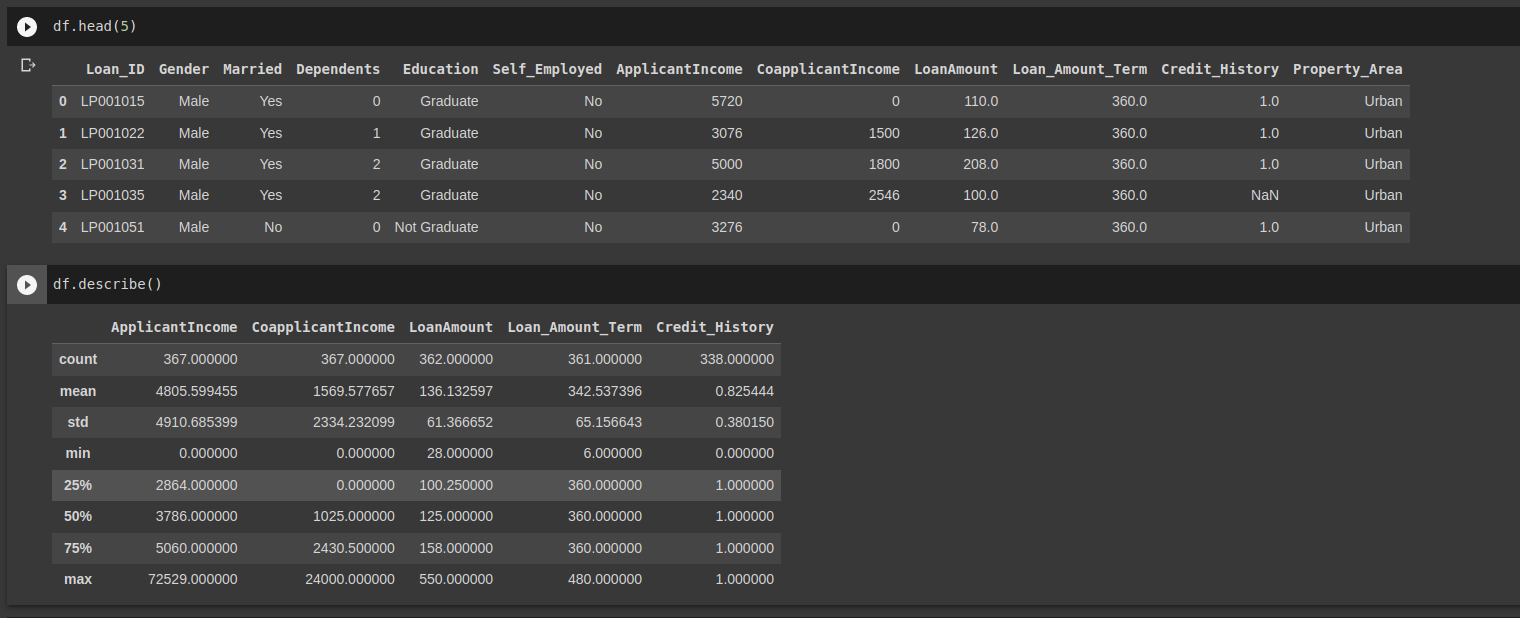 df.head(5)
Loan_ID Gender Married Dependents Education Self_Employed ApplicantIncome CoapplicantIncome LoanAmount Loan_Amount_Term Credit_History Property_Area
0 LP001015 Male Yes 0 Graduate No 5720 0 110.0 360.0 1.0 Urban
1 LP001022 Male Yes 1 Graduate No 3076 1500 126.0 360.0 1.0 Urban
2 LP001031 Male Yes 2 Graduate No 5000 1800 208.0 360.0 1.0 Urban
3 LP001035 Male Yes 2 Graduate No 2340 2546 100.0 360.0 NaN Urban
4 LP001051 Male No 0 Not Graduate No 3276 0 78.0 360.0 1.0 Urban
df.describe()
ApplicantIncome CoapplicantIncome LoanAmount Loan_Amount_Term Credit_History
count 367.000000 367.000000 362.000000 361.000000 338.000000
mean 4805.599455 1569.577657 136.132597 342.537396 0.825444
std 4910.685399 2334.232099 61.366652 65.156643 0.380150
min 0.000000 0.000000 28.000000 6.000000 0.000000
25% 2864.000000 0.000000 100.250000 360.000000 1.000000
50% 3786.000000 1025.000000 125.000000 360.000000 1.000000
75% 5060.000000 2430.500000 158.000000 360.000000 1.000000
max 72529.000000 24000.000000 550.000000 480.000000 1.000000